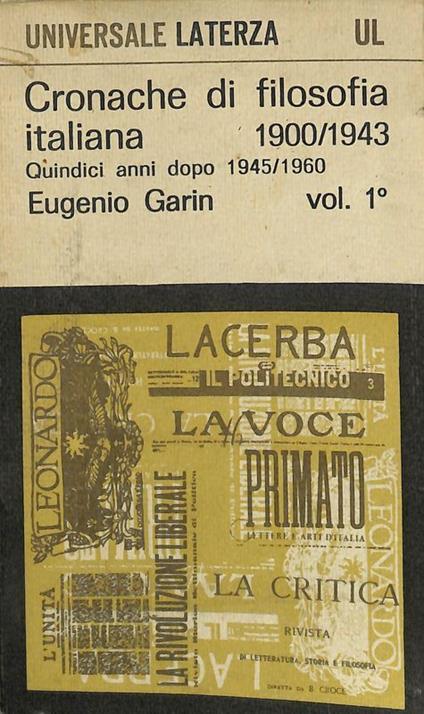 UNIVERSALE LATERZA UL
Cronache di filosofia
italiana 1900/1943
Quindici anni dopo 1945/1960
Eugenio Garin vol. 1°
LACERBA
IL POLITECNICO 3
LA VOCE
LEONARDO
PRIMATO
LETTERE E ARTI D'ITALIA
LA RIVOLUZIONE LIBERALE
L'UNITÀ
LEONARDO
LA CRITICA
RIVISTA
DI LETTERATURA, STORIA E FILOSOFIA
DIRETTA DA B. CROCE